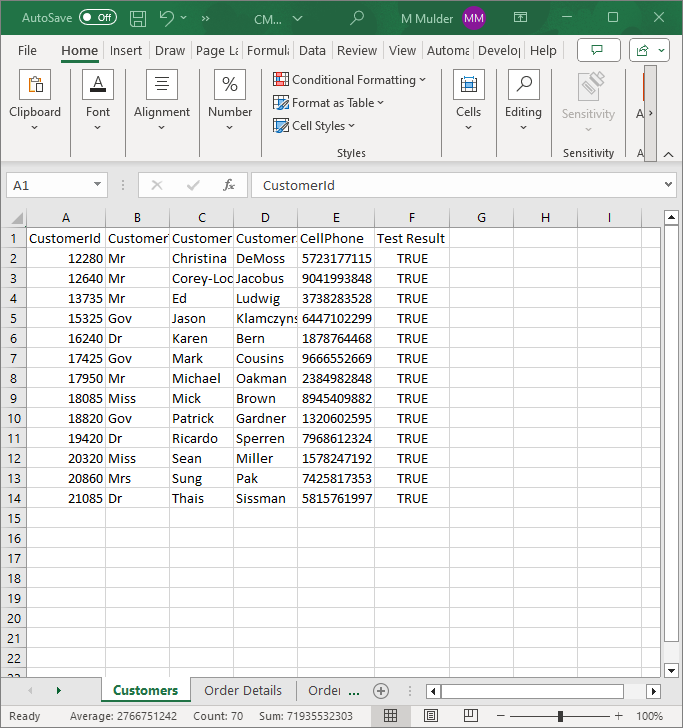 AutoSave Off CM... M Mulder MM
File Home Insert Draw Page La Formula Data Review View Automa Develop Help
Clipboard Font Alignment Number Conditional Formatting Format as Table Cell Styles Cells Editing Sensitivity
Styles Sensitivity
A1 fx CustomerId
A B C D E F G H I
1 CustomerId Customer Customer Customer CellPhone Test Result
2 12280 Mr Christina DeMoss 5723177115 TRUE
3 12640 Mr Corey-Loc Jacobus 9041993848 TRUE
4 13735 Mr Ed Ludwig 3738283528 TRUE
5 15325 Gov Jason Klamczyns 6447102299 TRUE
6 16240 Dr Karen Bern 1878764468 TRUE
7 17425 Gov Mark Cousins 9666552669 TRUE
8 17950 Mr Michael Oakman 2384982848 TRUE
9 18085 Miss Mick Brown 8945409882 TRUE
10 18820 Gov Patrick Gardner 1320602595 TRUE
11 19420 Dr Ricardo Sperren 7968612324 TRUE
12 20320 Miss Sean Miller 1578247192 TRUE
13 20860 Mrs Sung Pak 7425817353 TRUE
14 21085 Dr Thais Sissman 5815761997 TRUE
15
16
17
18
19
20
21
22
Customers Order Details Order ...
Ready Average: 2766751242 Count: 70 Sum: 71935532303 100%